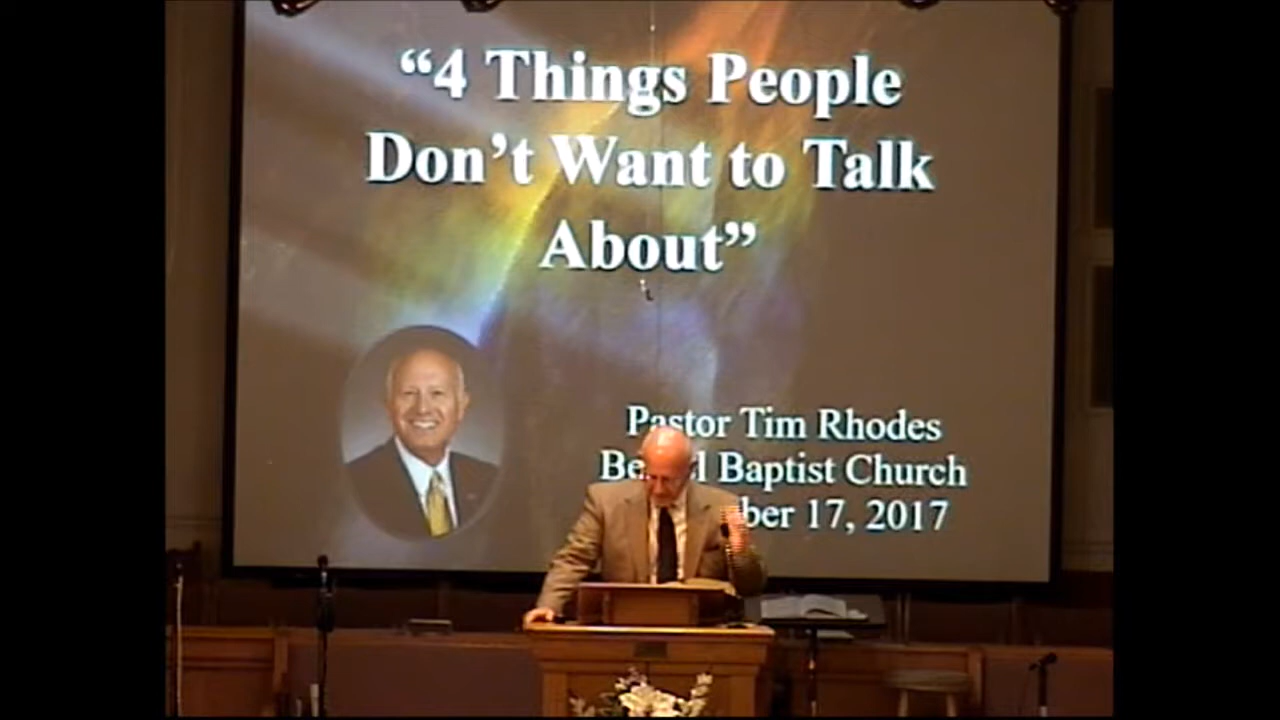 “4 Things People
Don’t Want to Talk
About”
Pastor Tim Rhodes
Baptist Church
17, 2017